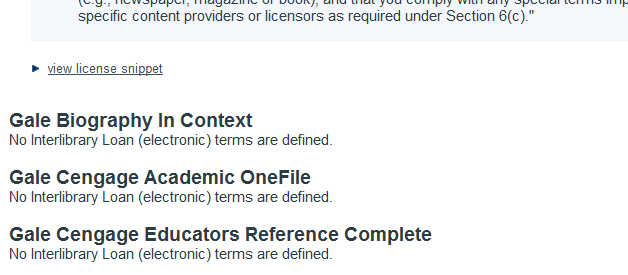 (e.g., newspaper, magazine or book), and that you comply with any special terms
specific content providers or licensors as required under Section 6(c)."
view license snippet
Gale Biography In Context
No Interlibrary Loan (electronic) terms are defined.
Gale Cengage Academic OneFile
No Interlibrary Loan (electronic) terms are defined.
Gale Cengage Educators Reference Complete
No Interlibrary Loan (electronic) terms are defined.